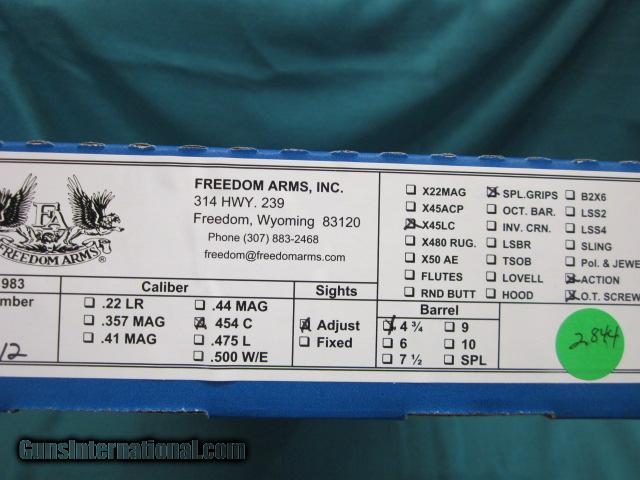 FREEDOM ARMS, INC.
314 HWY. 239
Freedom, Wyoming 83120
Phone (307) 883-2468
freedom@freedomarms.com
FA
FREEDOM ARMS®
X22MAG
X45ACP
X45LC
X480 RUG.
X50 AE
FLUTES
RND BUTT
SPL.GRIPS
OCT. BAR.
INV. CRN.
LSBR
TSOB
LOVELL
HOOD
B2X6
LSS2
LSS4
SLING
Pol. & JEWE
ACTION
O.T. SCREW
983
mber
12
Caliber
.22 LR
.357 MAG
.41 MAG
.44 MAG
454 C
.475 L
.500 W/E
Sights
Adjust
Fixed
Barrel
4 ¾
6
7 ½
9
10
SPL
2844
GunsInternational.com